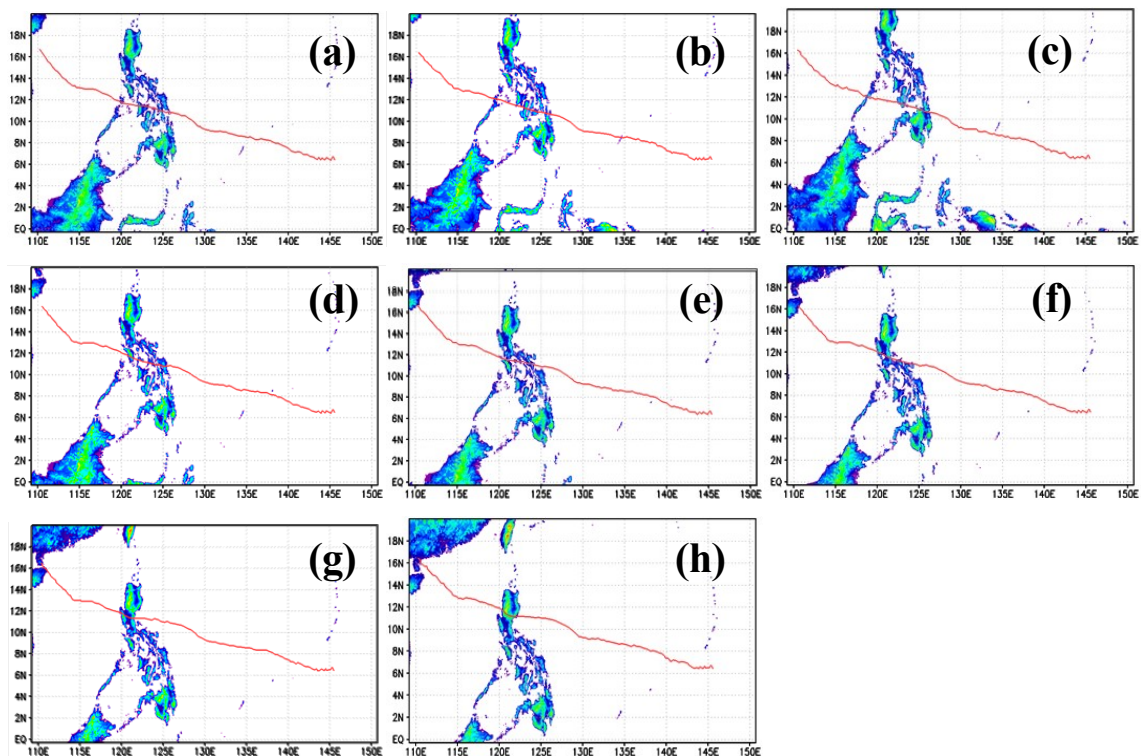 (a) (b) (c)
18N 18N 18N
16N 16N 16N
14N 14N 14N
12N 12N 12N
10N 10N 10N
8N 8N 8N
6N 6N 6N
4N 4N 4N
2N 2N 2N
EQ EQ EQ
110E 115E 120E 125E 130E 135E 140E 145E 150E 110E 115E 120E 125E 130E 135E 140E 145E 150E 110E 115E 120E 125E 130E 135E 140E 145E 150E
(d) (e) (f)
18N 18N 18N
16N 16N 16N
14N 14N 14N
12N 12N 12N
10N 10N 10N
8N 8N 8N
6N 6N 6N
4N 4N 4N
2N 2N 2N
EQ EQ EQ
110E 115E 120E 125E 130E 135E 140E 145E 150E 110E 115E 120E 125E 130E 135E 140E 145E 150E 110E 115E 120E 125E 130E 135E 140E 145E 150E
(g) (h)
18N 18N
16N 16N
14N 14N
12N 12N
10N 10N
8N 8N
6N 6N
4N 4N
2N 2N
EQ EQ
110E 115E 120E 125E 130E 135E 140E 145E 150E 110E 115E 120E 125E 130E 135E 140E 145E 150E